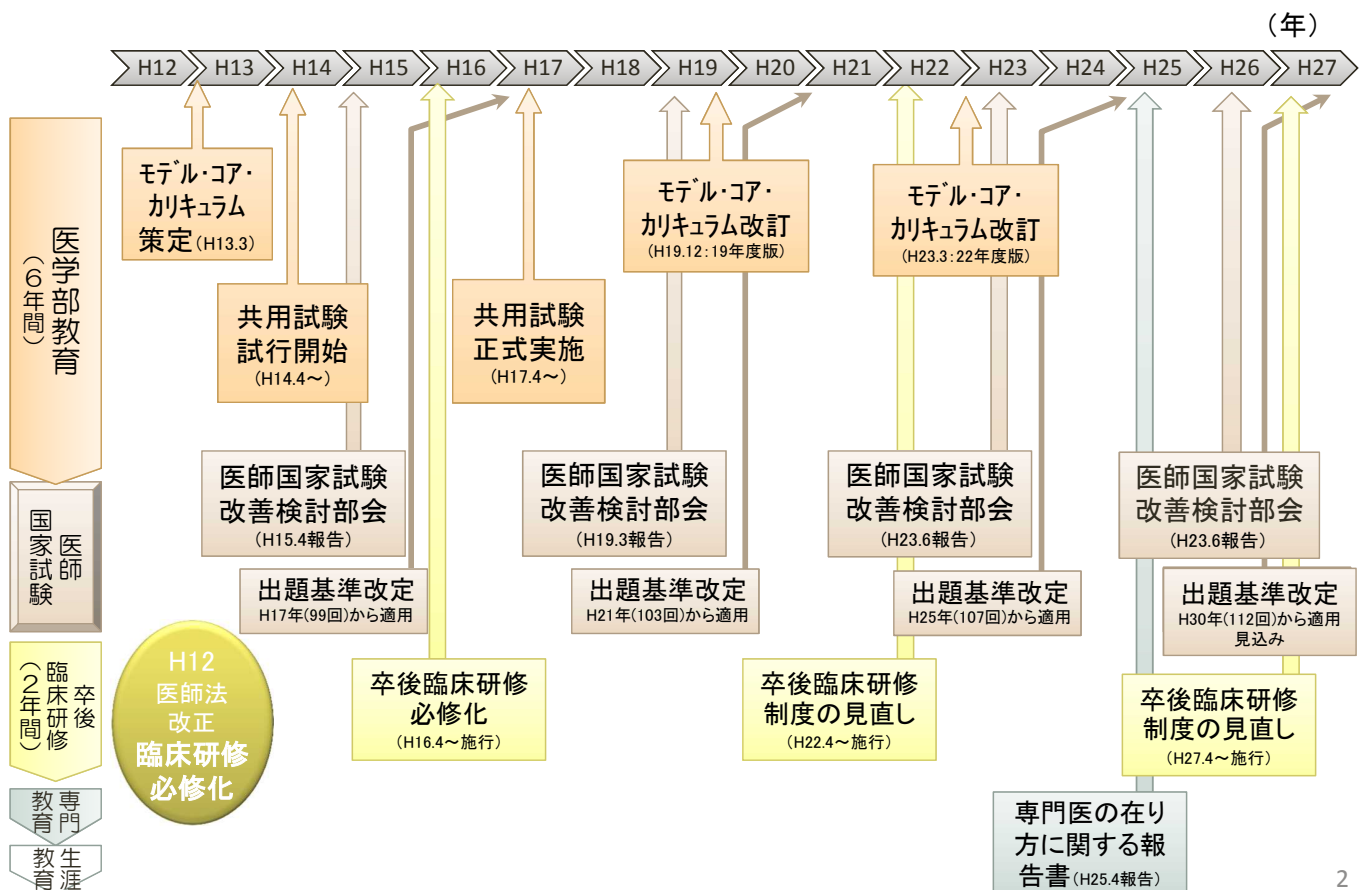 (年)
H12
H13
H14
H15
H16
H17
H18
H19
H20
H21
H22
H23
H24
H25
H26
H27
医学部教育
(6年間)
モデル・コア・
カリキュラム
策定(H13.3)
モデル・コア・
カリキュラム改訂
(H19.12:19年度版)
モデル・コア・
カリキュラム改訂
(H23.3:22年度版)
共用試験
試行開始
(H14.4～)
共用試験
正式実施
(H17.4～)
医師
国家試験
医師国家試験
改善検討部会
(H15.4報告)
医師国家試験
改善検討部会
(H19.3報告)
医師国家試験
改善検討部会
(H23.6報告)
医師国家試験
改善検討部会
(H23.6報告)
出題基準改定
H17年(99回)から適用
出題基準改定
H21年(103回)から適用
出題基準改定
H25年(107回)から適用
出題基準改定
H30年(112回)から適用
見込み
卒後
臨床研修
(2年間)
H12
医師法
改正
臨床研修
必修化
卒後臨床研修
必修化
(H16.4～施行)
卒後臨床研修
制度の見直し
(H22.4～施行)
卒後臨床研修
制度の見直し
(H27.4～施行)
専門
教育
専門医の在り
方に関する報
告書(H25.4報告)
生涯
教育
2